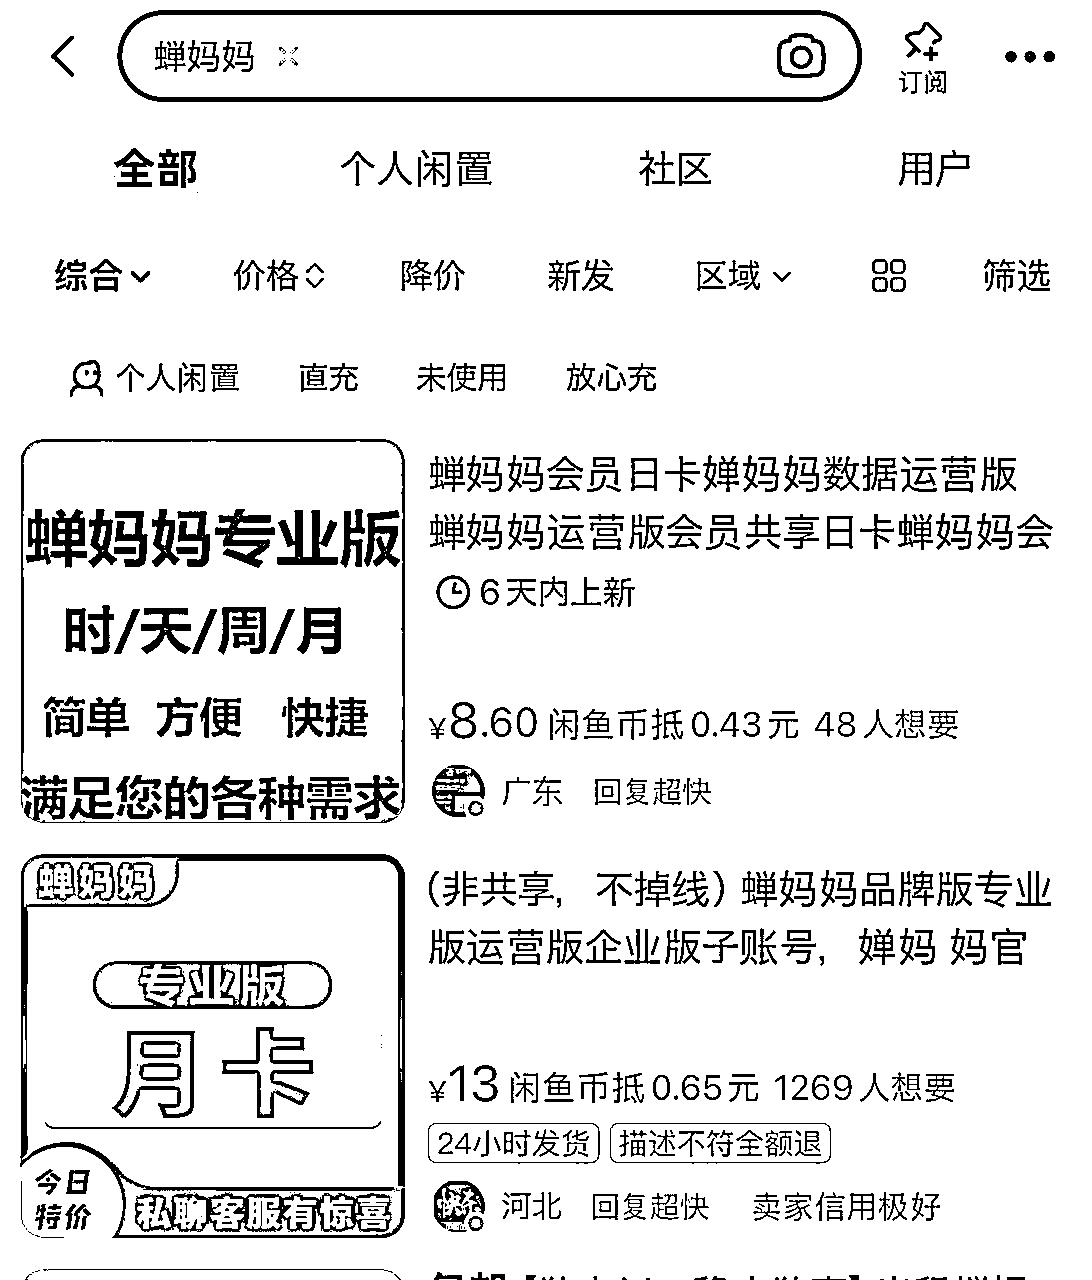 蝉妈妈
订阅
全部 个人闲置 社区 用户
综合 价格 降价 新发 区域 筛选
个人闲置 直充 未使用 放心充
蝉妈妈专业版
时/天/周/月
简单 方便 快捷
满足您的各种需求
蝉妈妈会员日卡婵妈妈数据运营版
蝉妈妈运营版会员共享日卡蝉妈妈会
6天内上新
¥8.60 闲鱼币抵0.43元 48人想要
广东 回复超快
蝉妈妈
专业版
月卡
今日
特价
私聊客服有惊喜
(非共享，不掉线) 蝉妈妈品牌版专业
版运营版企业版子账号，婵妈 妈官
¥13 闲鱼币抵0.65元 1269人想要
24小时发货 描述不符全额退
河北 回复超快 卖家信用极好